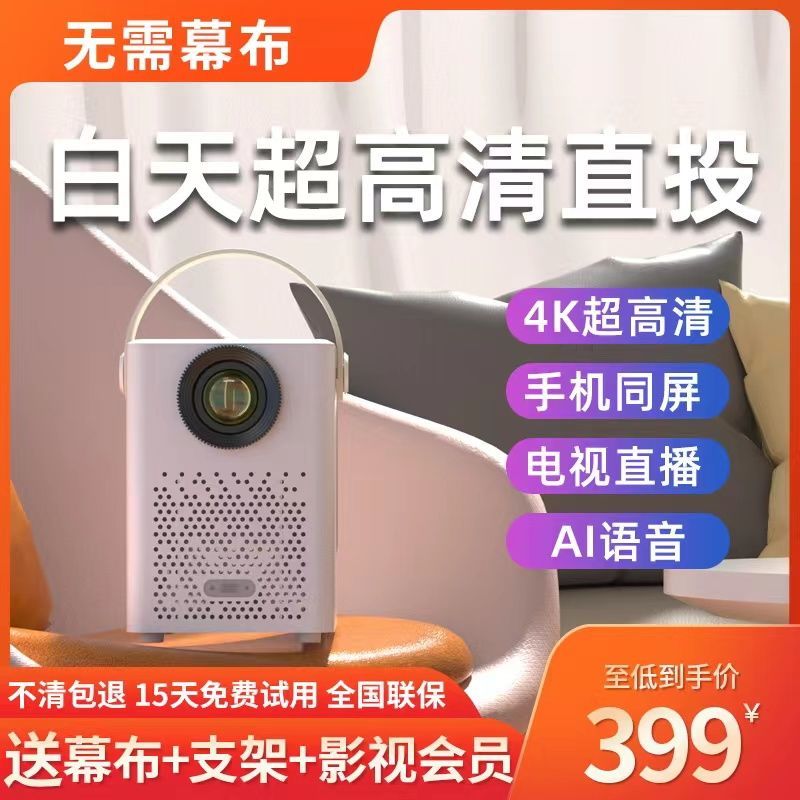 无需幕布
白天超高清直投
4K超高清
手机同屏
电视直播
AI语音
不清包退 15天免费试用 全国联保
至低到手价
399¥
送幕布+支架+影视会员